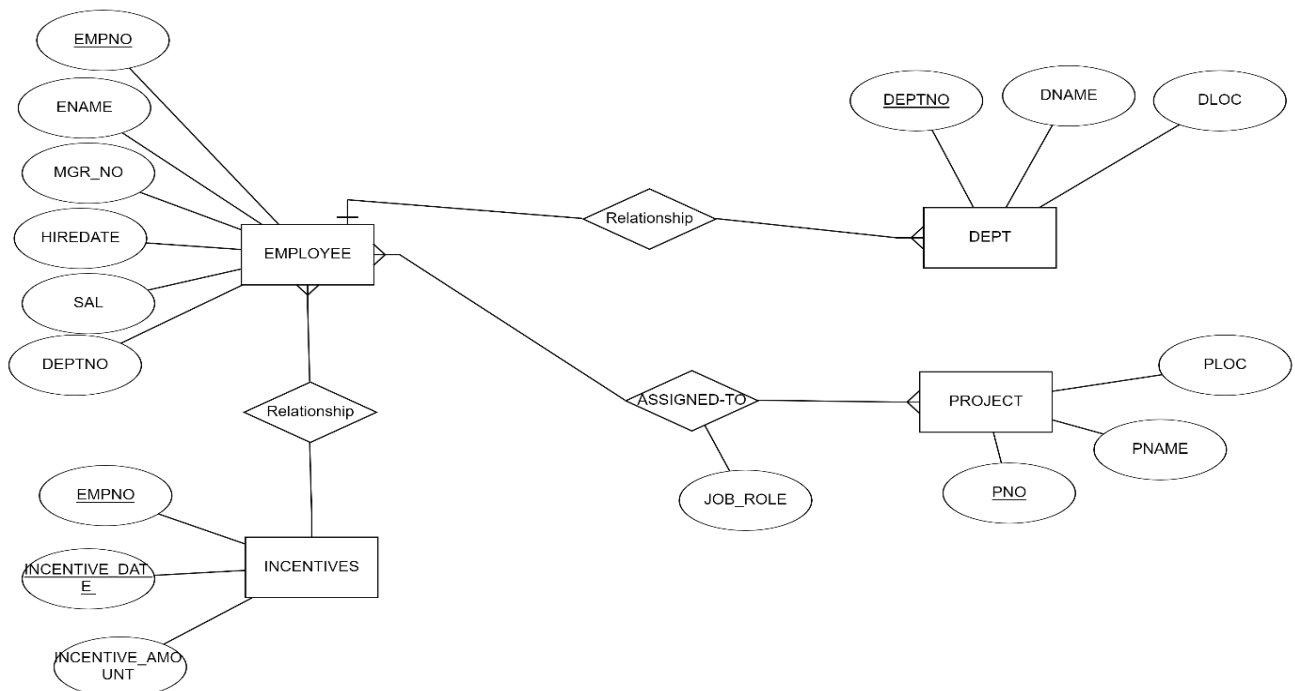 EMPNO
ENAME
MGR_NO
HIREDATE
SAL
DEPTNO
EMPLOYEE
Relationship
DEPTNO
DNAME
DLOC
DEPT
Relationship
ASSIGNED-TO
JOB_ROLE
PROJECT
PLOC
PNAME
PNO
EMPNO
INCENTIVE_DAT
E
INCENTIVE_AMO
UNT
INCENTIVES